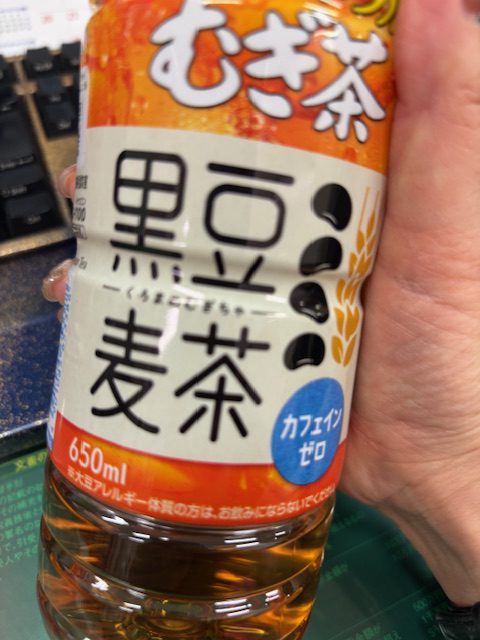 むぎ茶
黒豆
くろまめむぎちゃ
麦茶
カフェイン
ゼロ
650ml
※大豆アレルギー体質の方は、お飲みにならないでください。